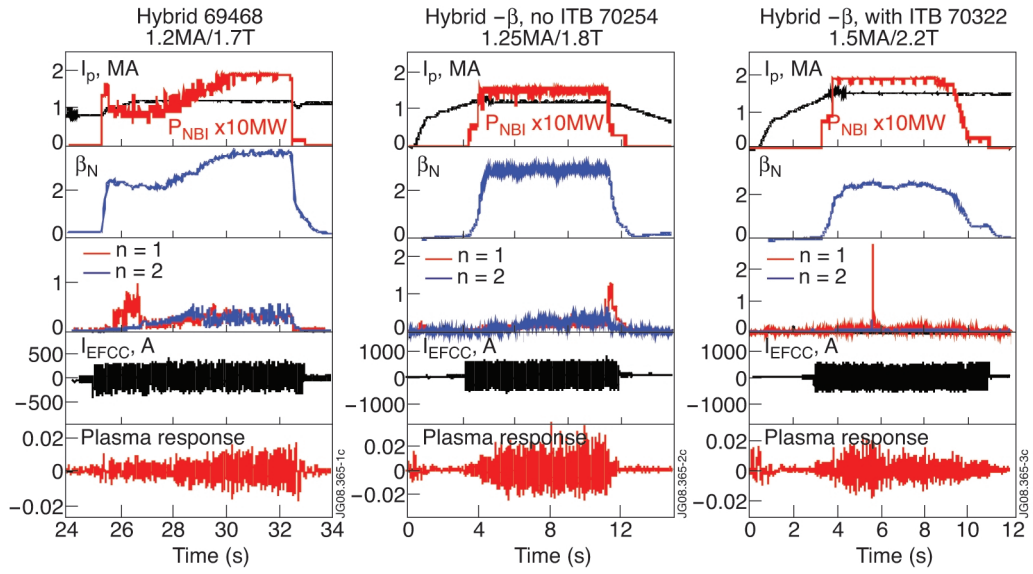 Hybrid 69468
1.2MA/1.7T
Ip, MA
2
1
0
PNBI x10MW
βN
2
0
n = 1
n = 2
1
0
IEFCC, A
500
0
−500
Plasma response
0.02
0
−0.02
24 26 28 30 32 34
Time (s)
JG08.365-1c
Hybrid −β, no ITB 70254
1.25MA/1.8T
Ip, MA
2
1
0
PNBI x10MW
βN
2
0
n = 1
n = 2
2
1
0
IEFCC, A
1000
0
−1000
Plasma response
0.02
0
−0.02
0 4 8 12 15
Time (s)
JG08.365-2c
Hybrid −β, with ITB 70322
1.5MA/2.2T
Ip, MA
2
1
0
PNBI x10MW
βN
2
0
n = 1
n = 2
2
1
0
IEFCC, A
1000
0
−1000
Plasma response
0.02
0
−0.02
0 2 4 6 8 10 12
Time (s)
JG08.365-3c